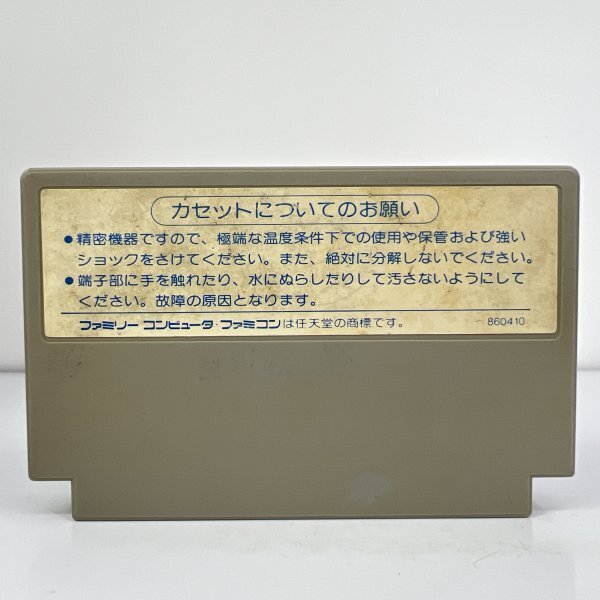 カセットについてのお願い
●精密機器ですので、極端な温度条件下での使用や保管および強い
ショックをさけてください。また、絶対に分解しないでください。
●端子部に手を触れたり、水にぬらしたりして汚さないようにして
ください。故障の原因となります。
ファミリー コンピュータ・ファミコンは任天堂の商標です。 860410